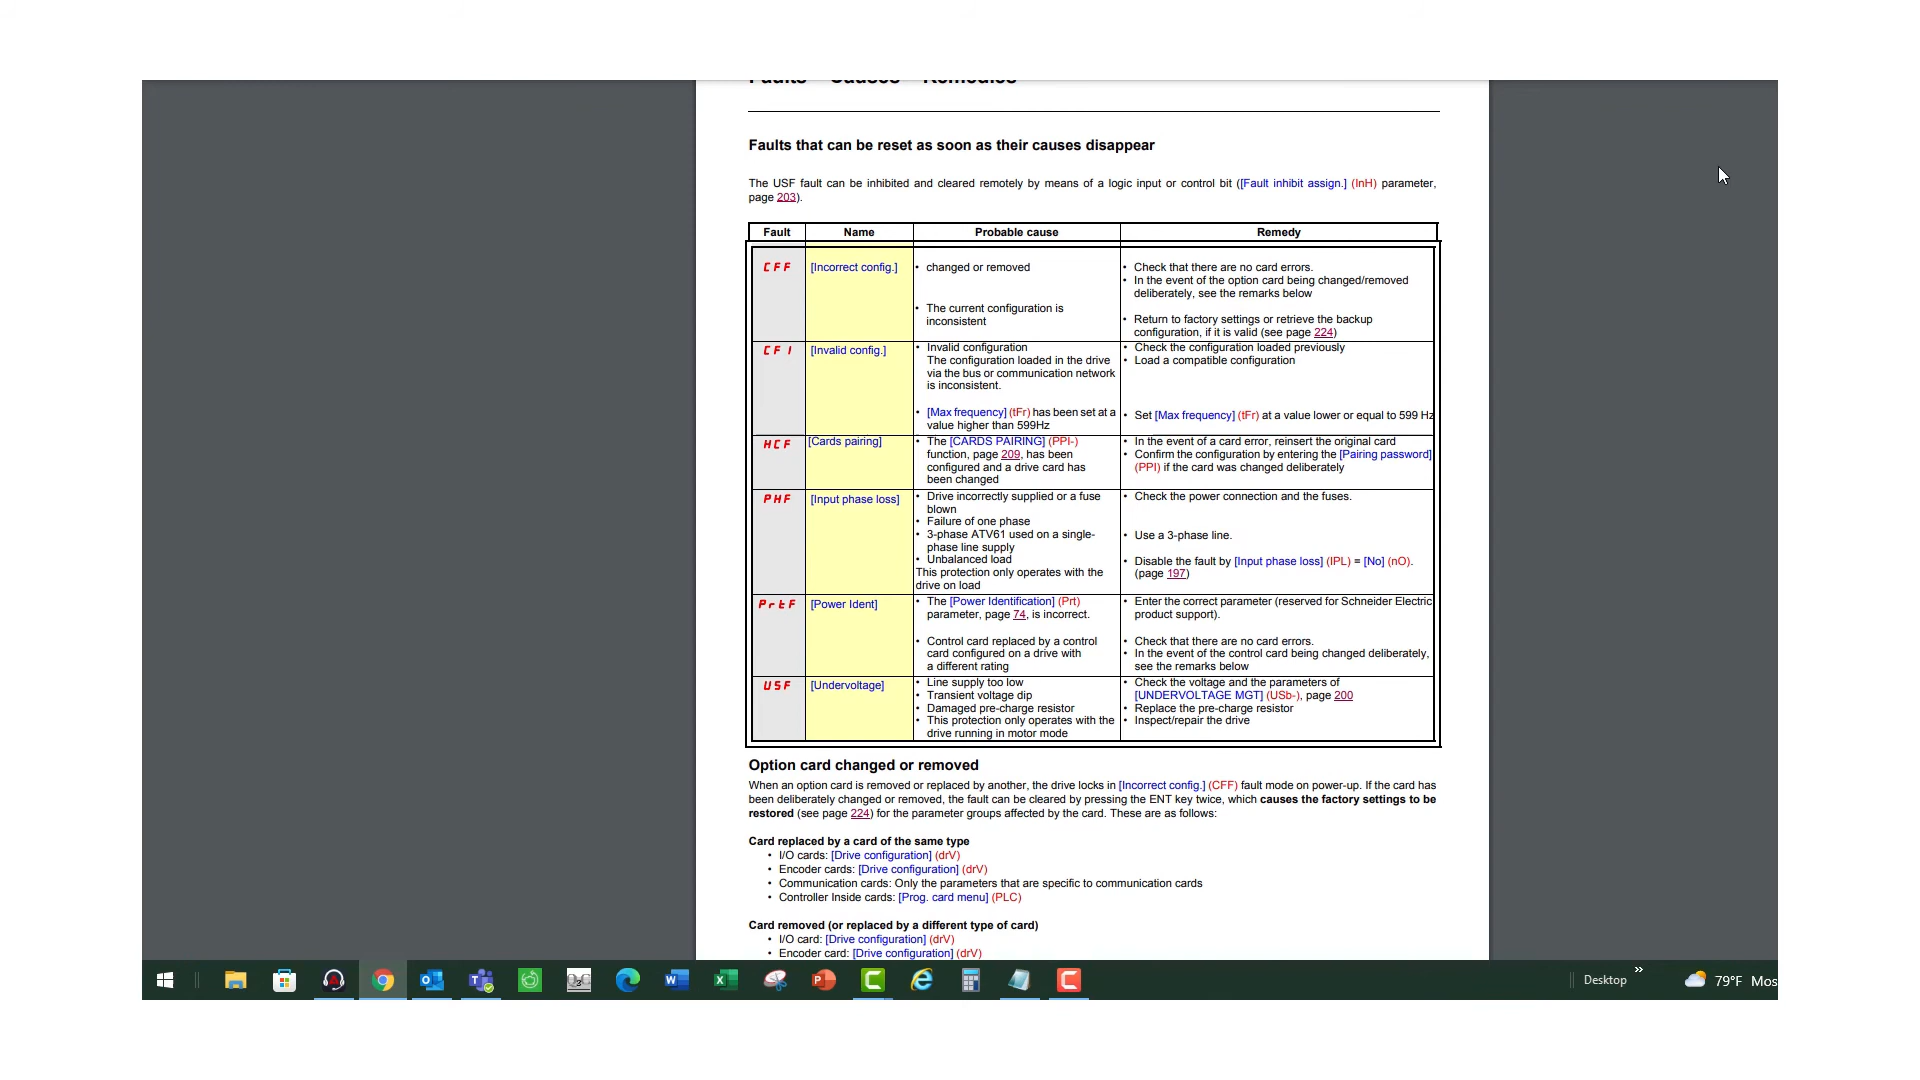 Faults - Causes - Remedies
Faults that can be reset as soon as their causes disappear
The USF fault can be inhibited and cleared remotely by means of a logic input or control bit ([Fault inhibit assign.] (InH) parameter,
page 203).
Fault Name Probable cause Remedy
CFF [Incorrect config.] • changed or removed • Check that there are no card errors.
• In the event of the option card being changed/removed
deliberately, see the remarks below
• The current configuration is
inconsistent
• Return to factory settings or retrieve the backup
configuration, if it is valid (see page 224)
CFI [Invalid config.] • Invalid configuration
The configuration loaded in the drive
via the bus or communication network
is inconsistent.
• Check the configuration loaded previously
• Load a compatible configuration
• [Max frequency] (tFr) has been set at a
value higher than 599Hz
• Set [Max frequency] (tFr) at a value lower or equal to 599 Hz
HCF [Cards pairing] • The [CARDS PAIRING] (PPI-)
function, page 209, has been
configured and a drive card has
been changed
• In the event of a card error, reinsert the original card
• Confirm the configuration by entering the [Pairing password]
(PPI) if the card was changed deliberately
PHF [Input phase loss] • Drive incorrectly supplied or a fuse
blown
• Failure of one phase
• 3-phase ATV61 used on a single-
phase line supply
• Unbalanced load
This protection only operates with the
drive on load
• Check the power connection and the fuses.
• Use a 3-phase line.
• Disable the fault by [Input phase loss] (IPL) = [No] (nO).
(page 197)
PrtF [Power Ident] • The [Power Identification] (Prt)
parameter, page 74, is incorrect.
• Control card replaced by a control
card configured on a drive with
a different rating
• Enter the correct parameter (reserved for Schneider Electric
product support).
• Check that there are no card errors.
• In the event of the control card being changed deliberately,
see the remarks below
USF [Undervoltage] • Line supply too low
• Transient voltage dip
• Damaged pre-charge resistor
• This protection only operates with the
drive running in motor mode
• Check the voltage and the parameters of
[UNDERVOLTAGE MGT] (USb-), page 200
• Replace the pre-charge resistor
• Inspect/repair the drive
Option card changed or removed
When an option card is removed or replaced by another, the drive locks in [Incorrect config.] (CFF) fault mode on power-up. If the card has
been deliberately changed or removed, the fault can be cleared by pressing the ENT key twice, which causes the factory settings to be
restored (see page 224) for the parameter groups affected by the card. These are as follows:
Card replaced by a card of the same type
• I/O cards: [Drive configuration] (drV)
• Encoder cards: [Drive configuration] (drV)
• Communication cards: Only the parameters that are specific to communication cards
• Controller Inside cards: [Prog. card menu] (PLC)
Card removed (or replaced by a different type of card)
• I/O card: [Drive configuration] (drV)
• Encoder card: [Drive configuration] (drV)
Desktop » 79°F Mos